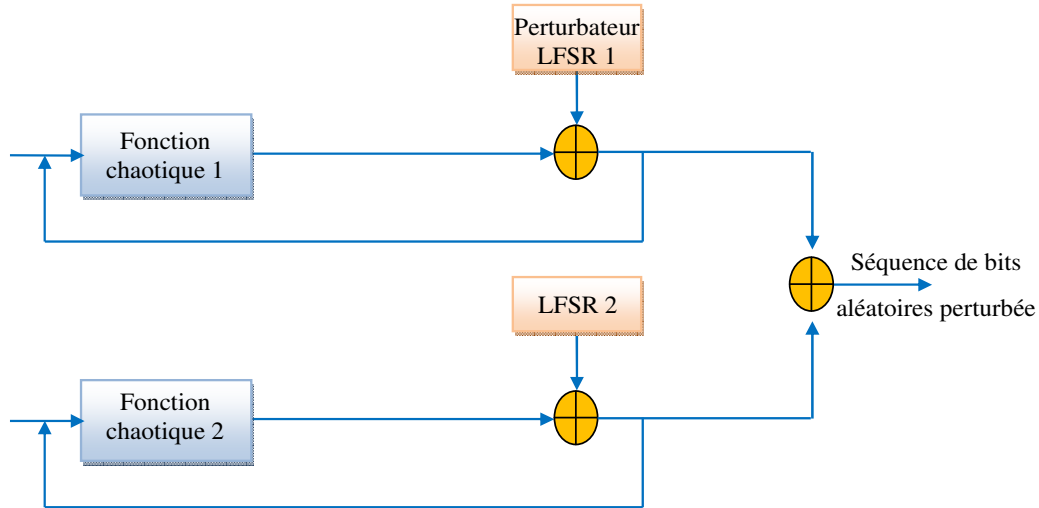 Perturbateur
LFSR 1
Fonction
chaotique 1
Séquence de bits
aléatoires perturbée
LFSR 2
Fonction
chaotique 2